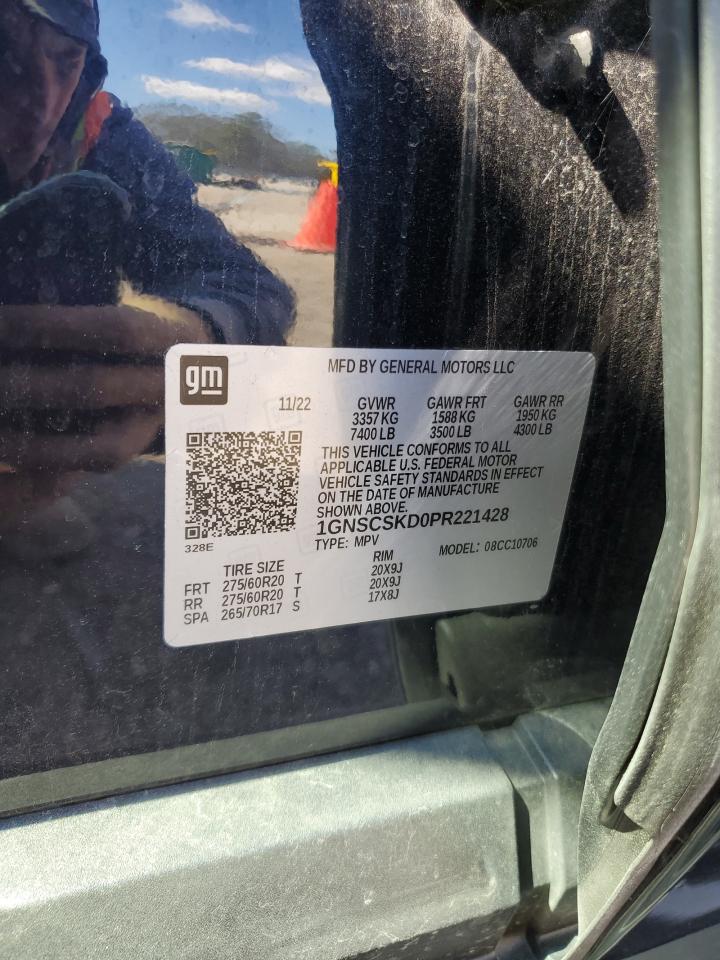 gm
MFD BY GENERAL MOTORS LLC
11/22 GVWR GAWR FRT GAWR RR
3357 KG 1588 KG 1950 KG
7400 LB 3500 LB 4300 LB
THIS VEHICLE CONFORMS TO ALL
APPLICABLE U.S. FEDERAL MOTOR
VEHICLE SAFETY STANDARDS IN EFFECT
ON THE DATE OF MANUFACTURE
SHOWN ABOVE.
1GNSCSKD0PR221428
328E
TYPE: MPV MODEL: 08CC10706
TIRE SIZE RIM
FRT 275/60R20 T 20X9J
RR 275/60R20 T 20X9J
SPA 265/70R17 S 17X8J